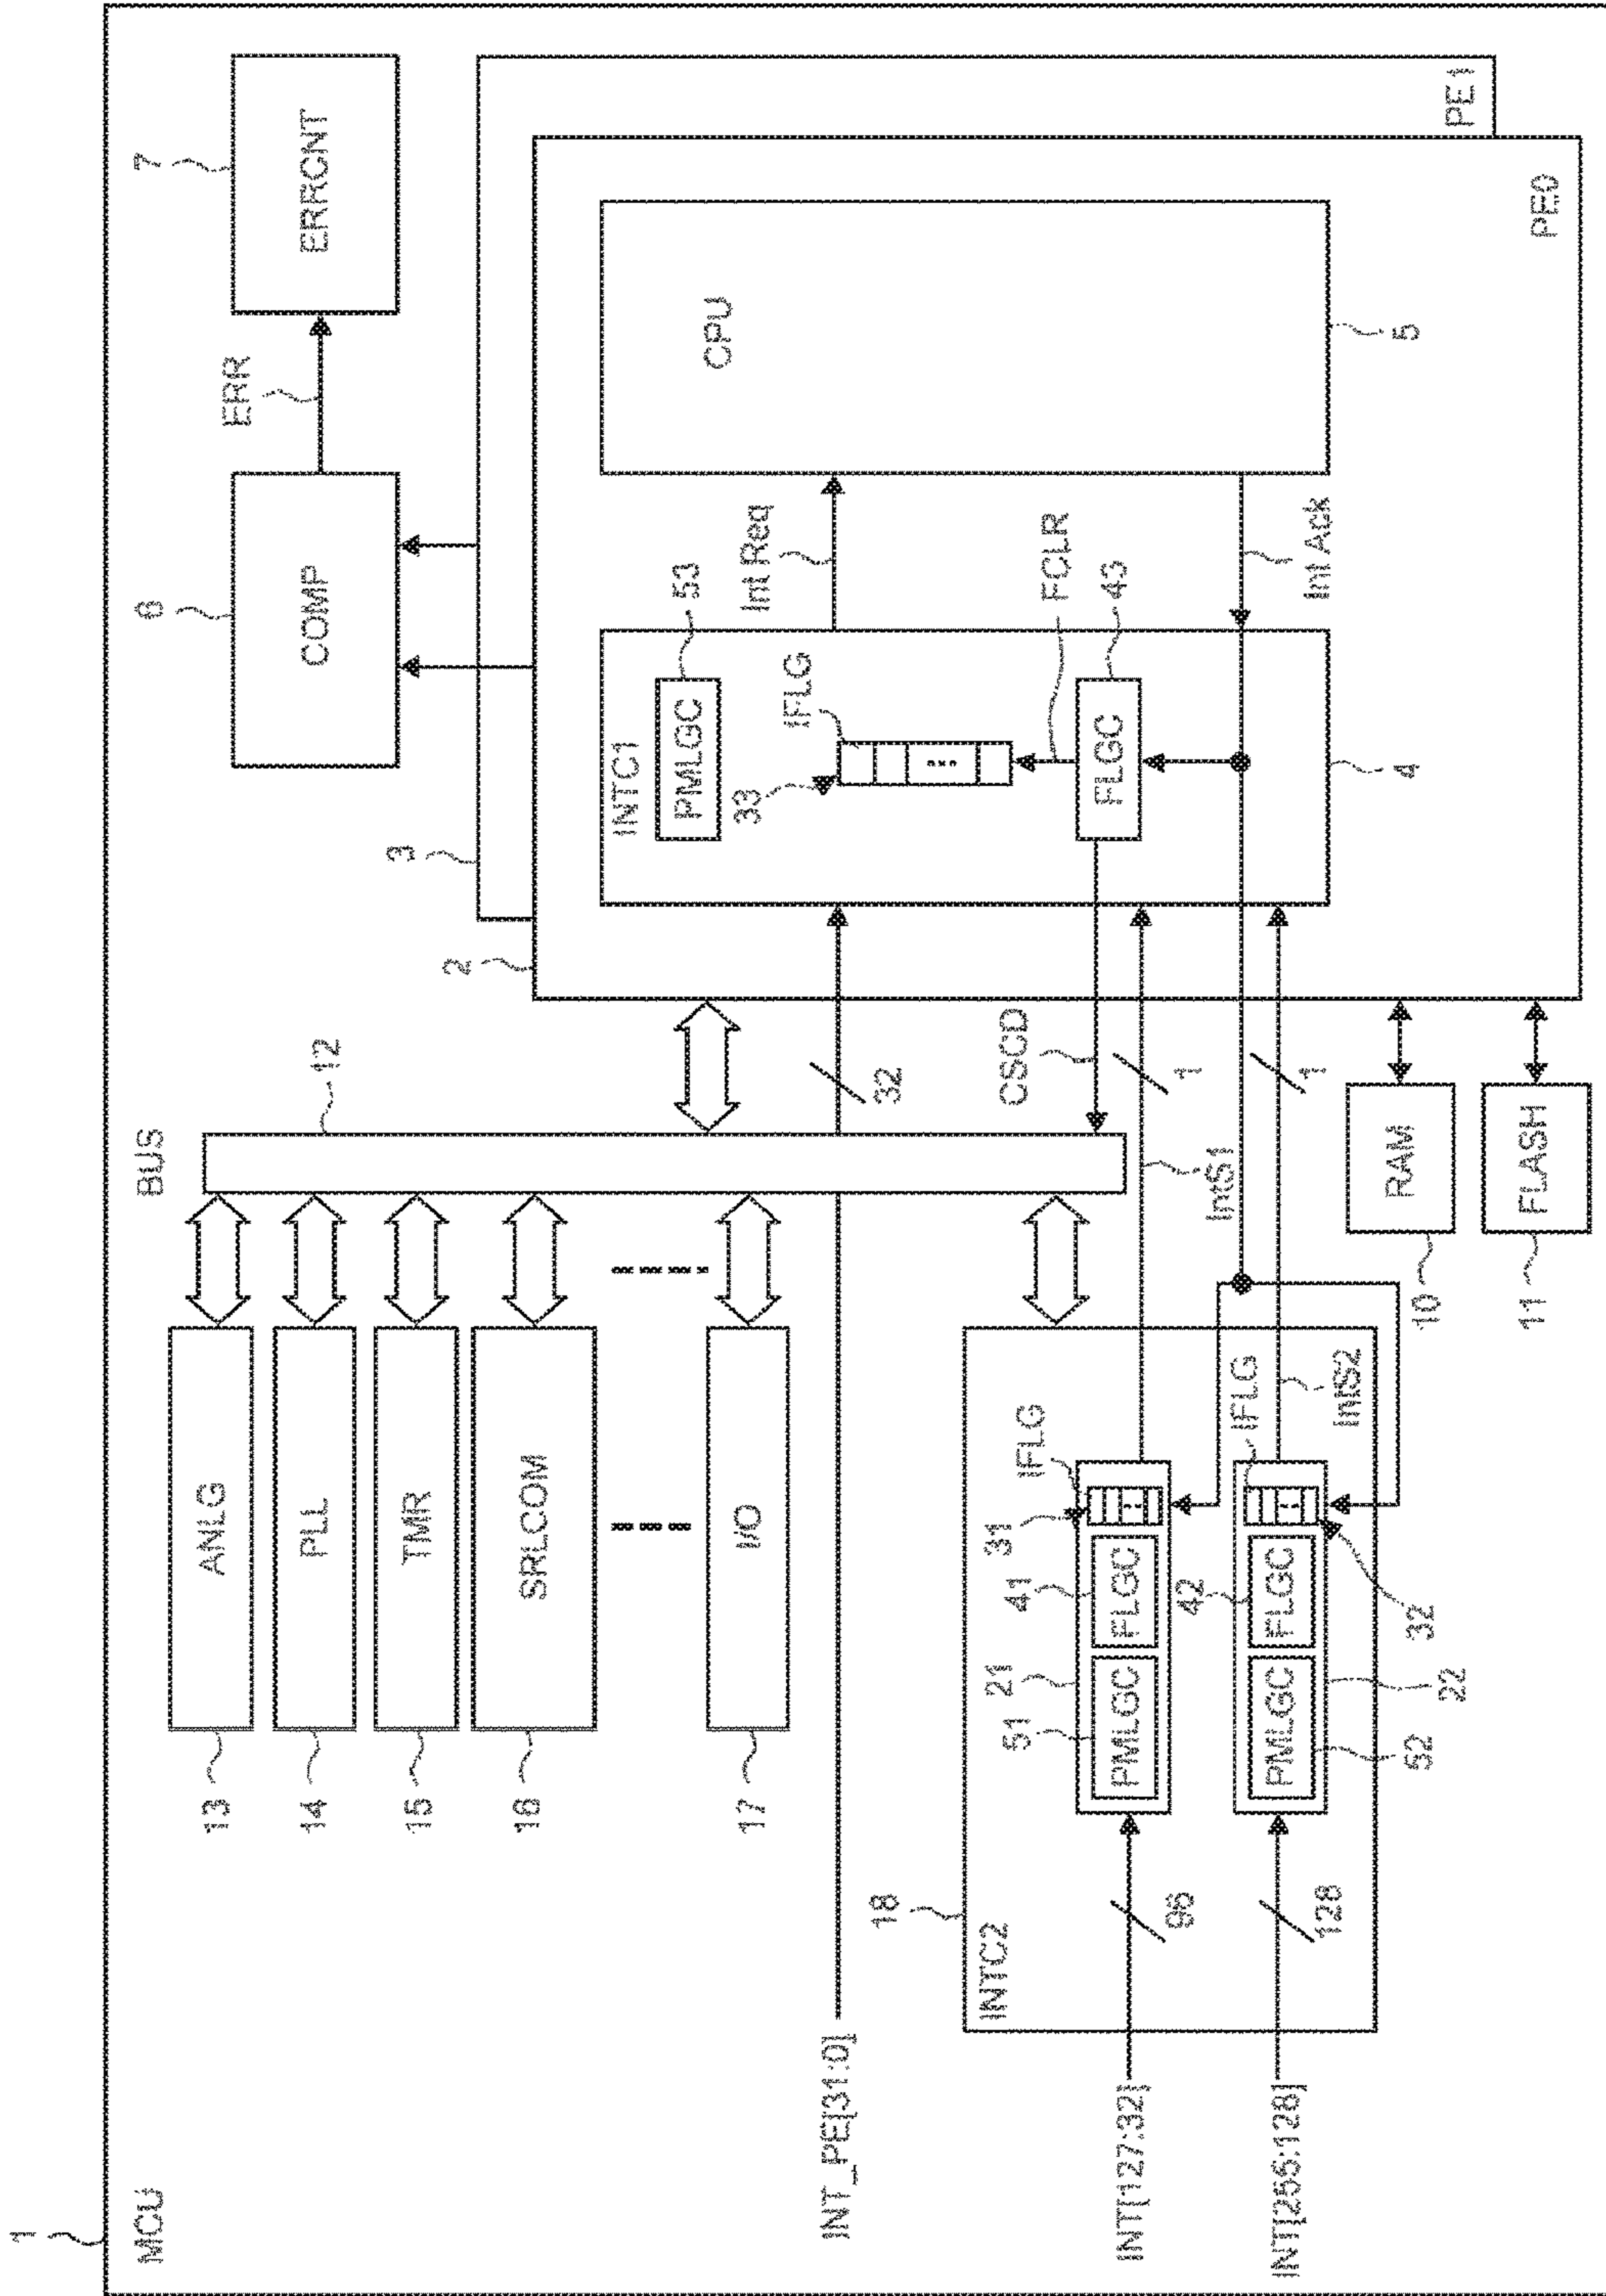 1
MCU
BUS
12
7
ERRCNT
ERR
6
COMP
3
PE1
2
PE0
CPU
5
Int Req
Int Ack
INTC1
PMLGC
53
IFLG
33
FCLR
FLGC
43
4
13
ANLG
14
PLL
15
TMR
16
SRLCOM
17
I/O
INT_PE[31:0]
32
CSCD
1
IntS1
1
IntS2
18
INTC2
INT[127:32]
96
21
51
PMLGC
41
FLGC
31
IFLG
INT[255:128]
128
22
52
PMLGC
42
FLGC
32
IFLG
10
RAM
11
FLASH